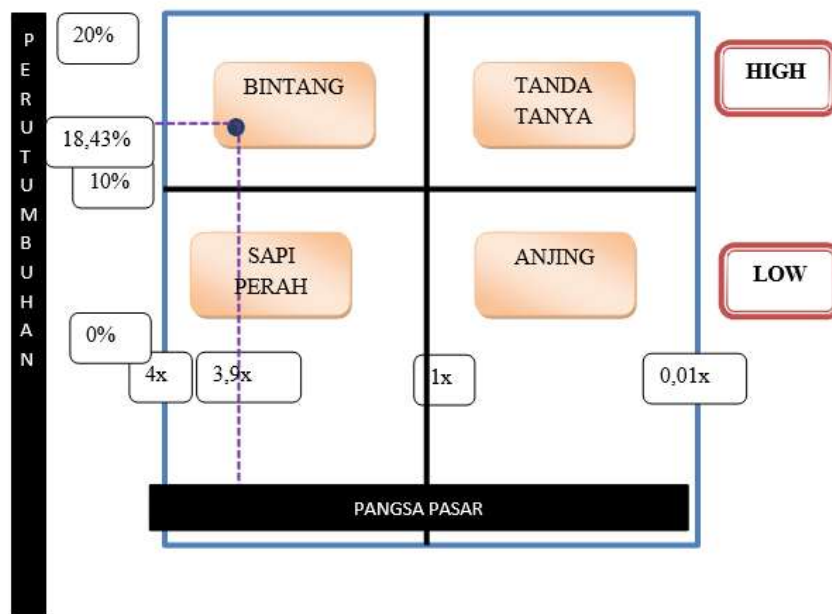 PERUTUMBUHAN
20%
BINTANG
TANDA
TANYA
HIGH
18,43%
10%
SAPI
PERAH
ANJING
LOW
0%
4x
3,9x
1x
0,01x
PANGSA PASAR